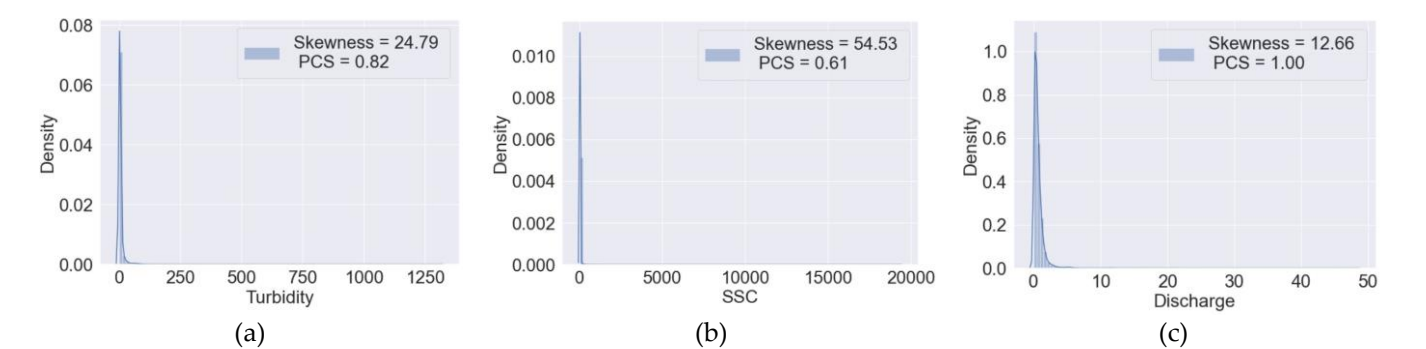 0.08
0.06
0.04
0.02
0.00
Density
Skewness = 24.79
PCS = 0.82
0 250 500 750 1000 1250
Turbidity
(a)
0.010
0.008
0.006
0.004
0.002
0.000
Density
Skewness = 54.53
PCS = 0.61
0 5000 10000 15000 20000
SSC
(b)
1.0
0.8
0.6
0.4
0.2
0.0
Density
Skewness = 12.66
PCS = 1.00
0 10 20 30 40 50
Discharge
(c)